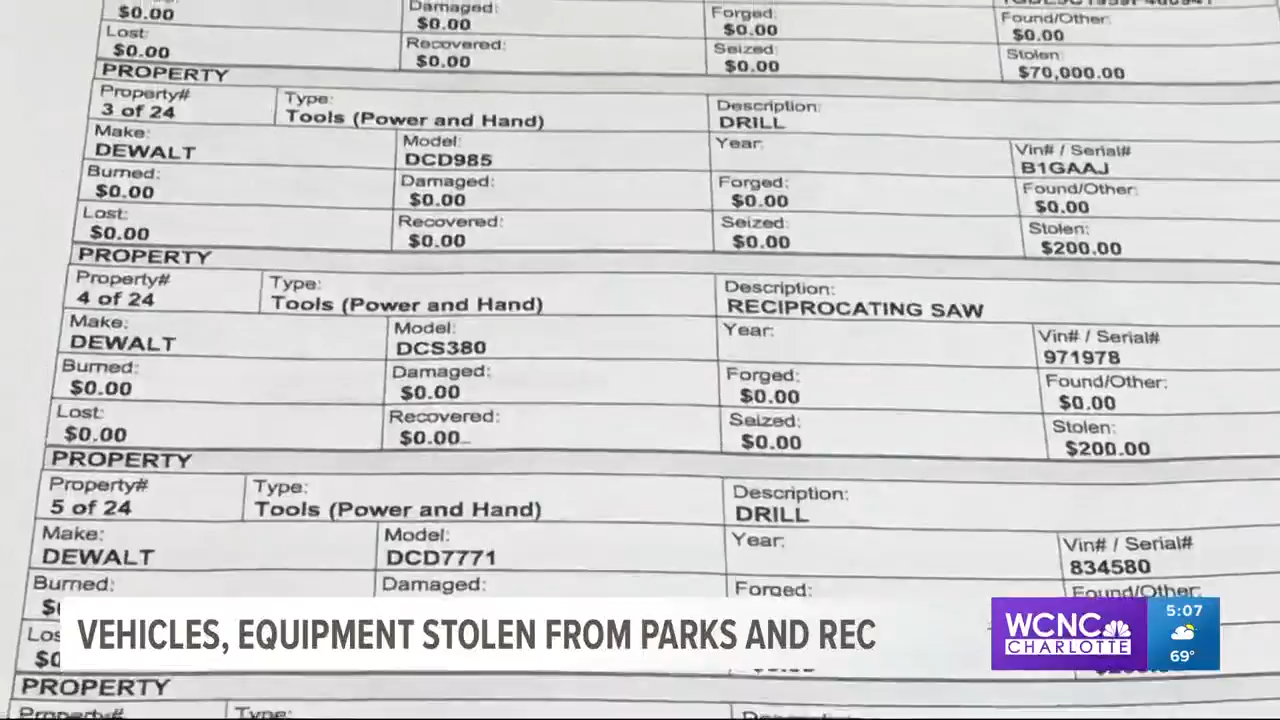 $0.00 Damaged: Forged: Found/Other:
$0.00 $0.00 $0.00
Lost: Recovered: Seized: Stolen:
$0.00 $0.00 $0.00 $70,000.00
PROPERTY
Property# Type: Description:
3 of 24 Tools (Power and Hand) DRILL
Make: Model: Year: Vin# / Serial#
DEWALT DCD985 B1GAAJ
Burned: Damaged: Forged: Found/Other:
$0.00 $0.00 $0.00 $0.00
Lost: Recovered: Seized: Stolen:
$0.00 $0.00 $0.00 $200.00
PROPERTY
Property# Type: Description:
4 of 24 Tools (Power and Hand) RECIPROCATING SAW
Make: Model: Year: Vin# / Serial#
DEWALT DCS380 971978
Burned: Damaged: Forged: Found/Other:
$0.00 $0.00 $0.00 $0.00
Lost: Recovered: Seized: Stolen:
$0.00 $0.00 $0.00 $200.00
PROPERTY
Property# Type: Description:
5 of 24 Tools (Power and Hand) DRILL
Make: Model: Year: Vin# / Serial#
DEWALT DCD7771 834580
Burned: Damaged: Forged: Found/Other:
VEHICLES, EQUIPMENT STOLEN FROM PARKS AND REC
WCNC
CHARLOTTE
5:07
69°
PROPERTY
Property# Type: Description: